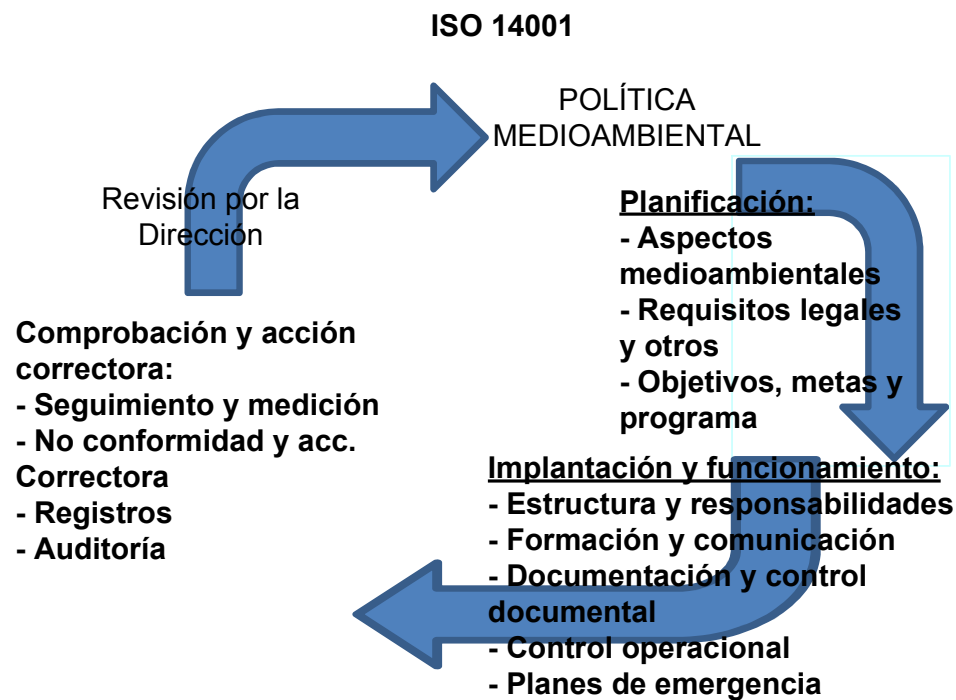 ISO 14001
POLÍTICA
MEDIOAMBIENTAL
Revisión por la
Dirección
Planificación:
- Aspectos
medioambientales
- Requisitos legales
y otros
- Objetivos, metas y
programa
Comprobación y acción
correctora:
- Seguimiento y medición
- No conformidad y acc.
Correctora
- Registros
- Auditoría
Implantación y funcionamiento:
- Estructura y responsabilidades
- Formación y comunicación
- Documentación y control
documental
- Control operacional
- Planes de emergencia